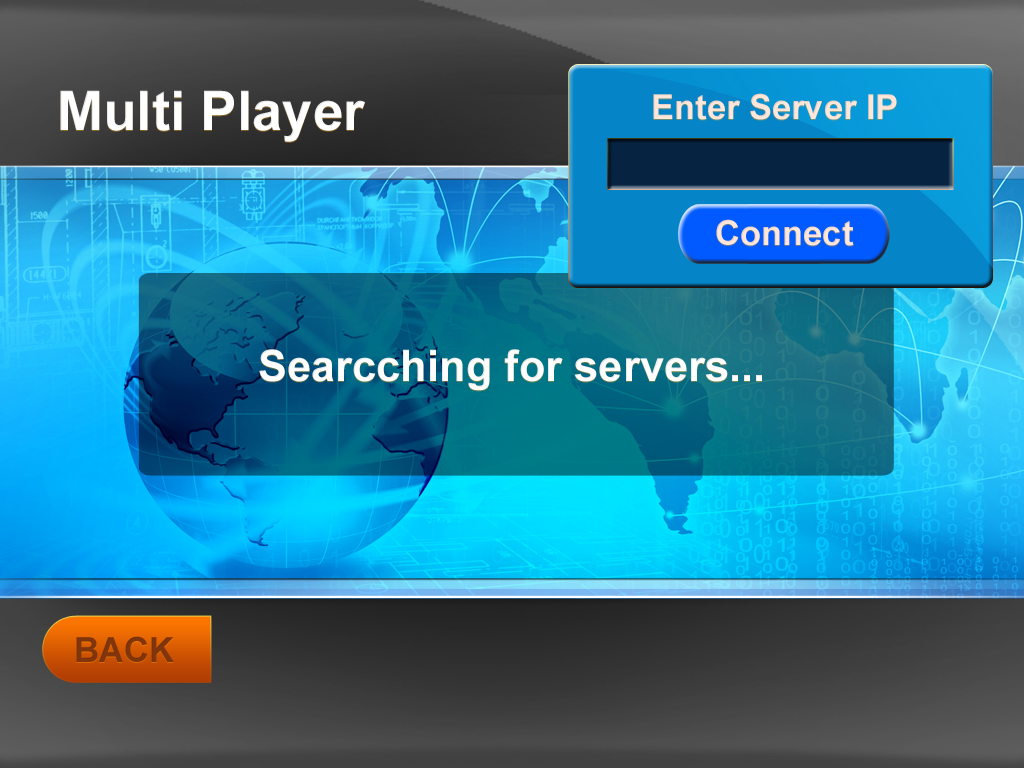 Multi Player
Enter Server IP
Connect
Searcching for servers...
BACK